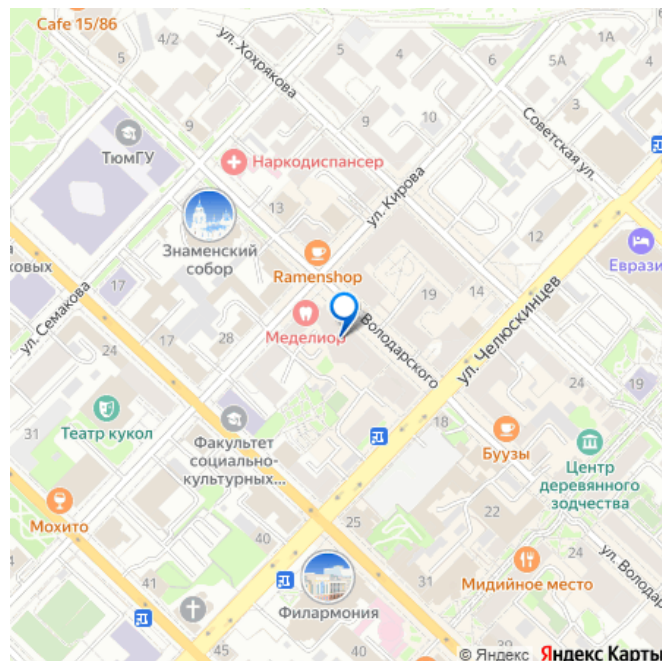 Cafe 15/86
4/2
ул. Хохрякова
1А
5
6
5А
4
3
9
10
9
ТюмГУ
Наркодиспансер
Советская ул.
13
ул. Кирова
12
Знаменский
собор
Ramenshop
Еврази
ковых
17
ул. Семакова
17
28
Меделиор
19
14
Володарского
ул. Челюскинцев
24
24
19
31
Театр кукол
Факультет
социально-
культурных...
18
Буузы
Центр
деревянного
зодчества
Мохито
25
22
24
Мидийное место
ул. Володар
40
41
31
Филармония
45
© Яндекс Яндекс Карты